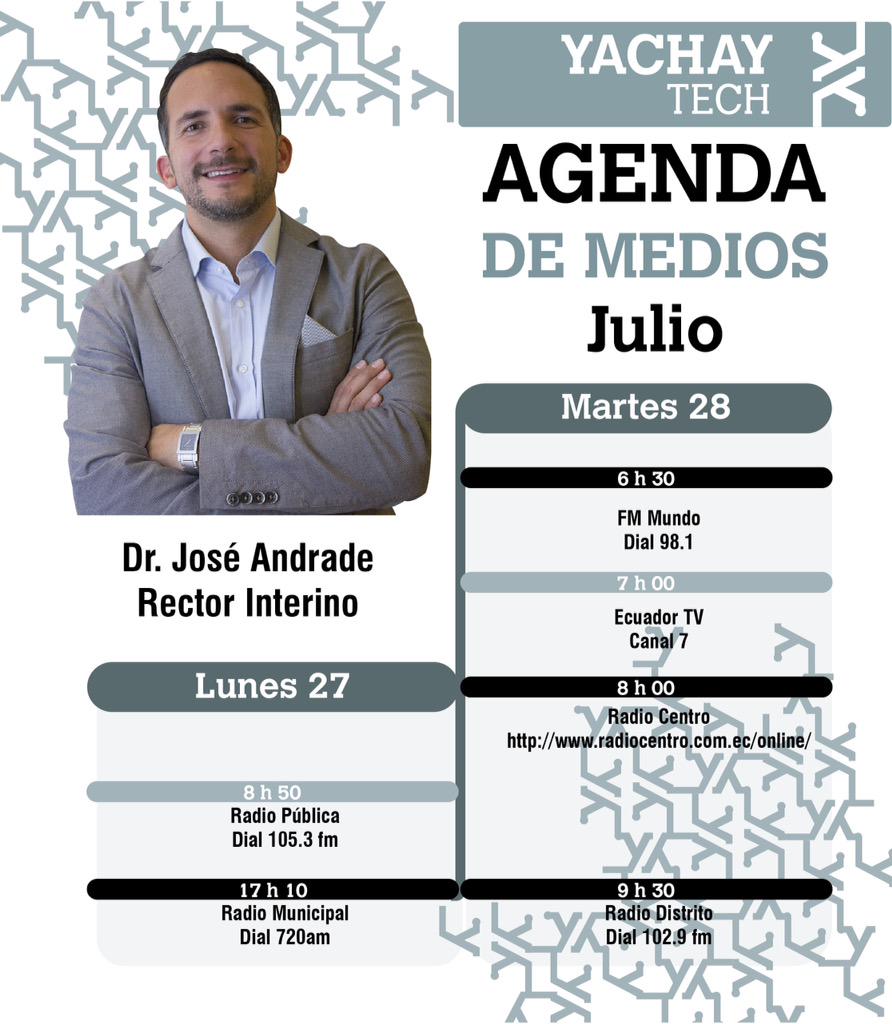 YACHAY
TECH
AGENDA
DE MEDIOS
Julio
Dr. José Andrade
Rector Interino
Lunes 27
8 h 50
Radio Pública
Dial 105.3 fm
17 h 10
Radio Municipal
Dial 720am
Martes 28
6 h 30
FM Mundo
Dial 98.1
7 h 00
Ecuador TV
Canal 7
8 h 00
Radio Centro
http://www.radiocentro.com.ec/online/
9 h 30
Radio Distrito
Dial 102.9 fm